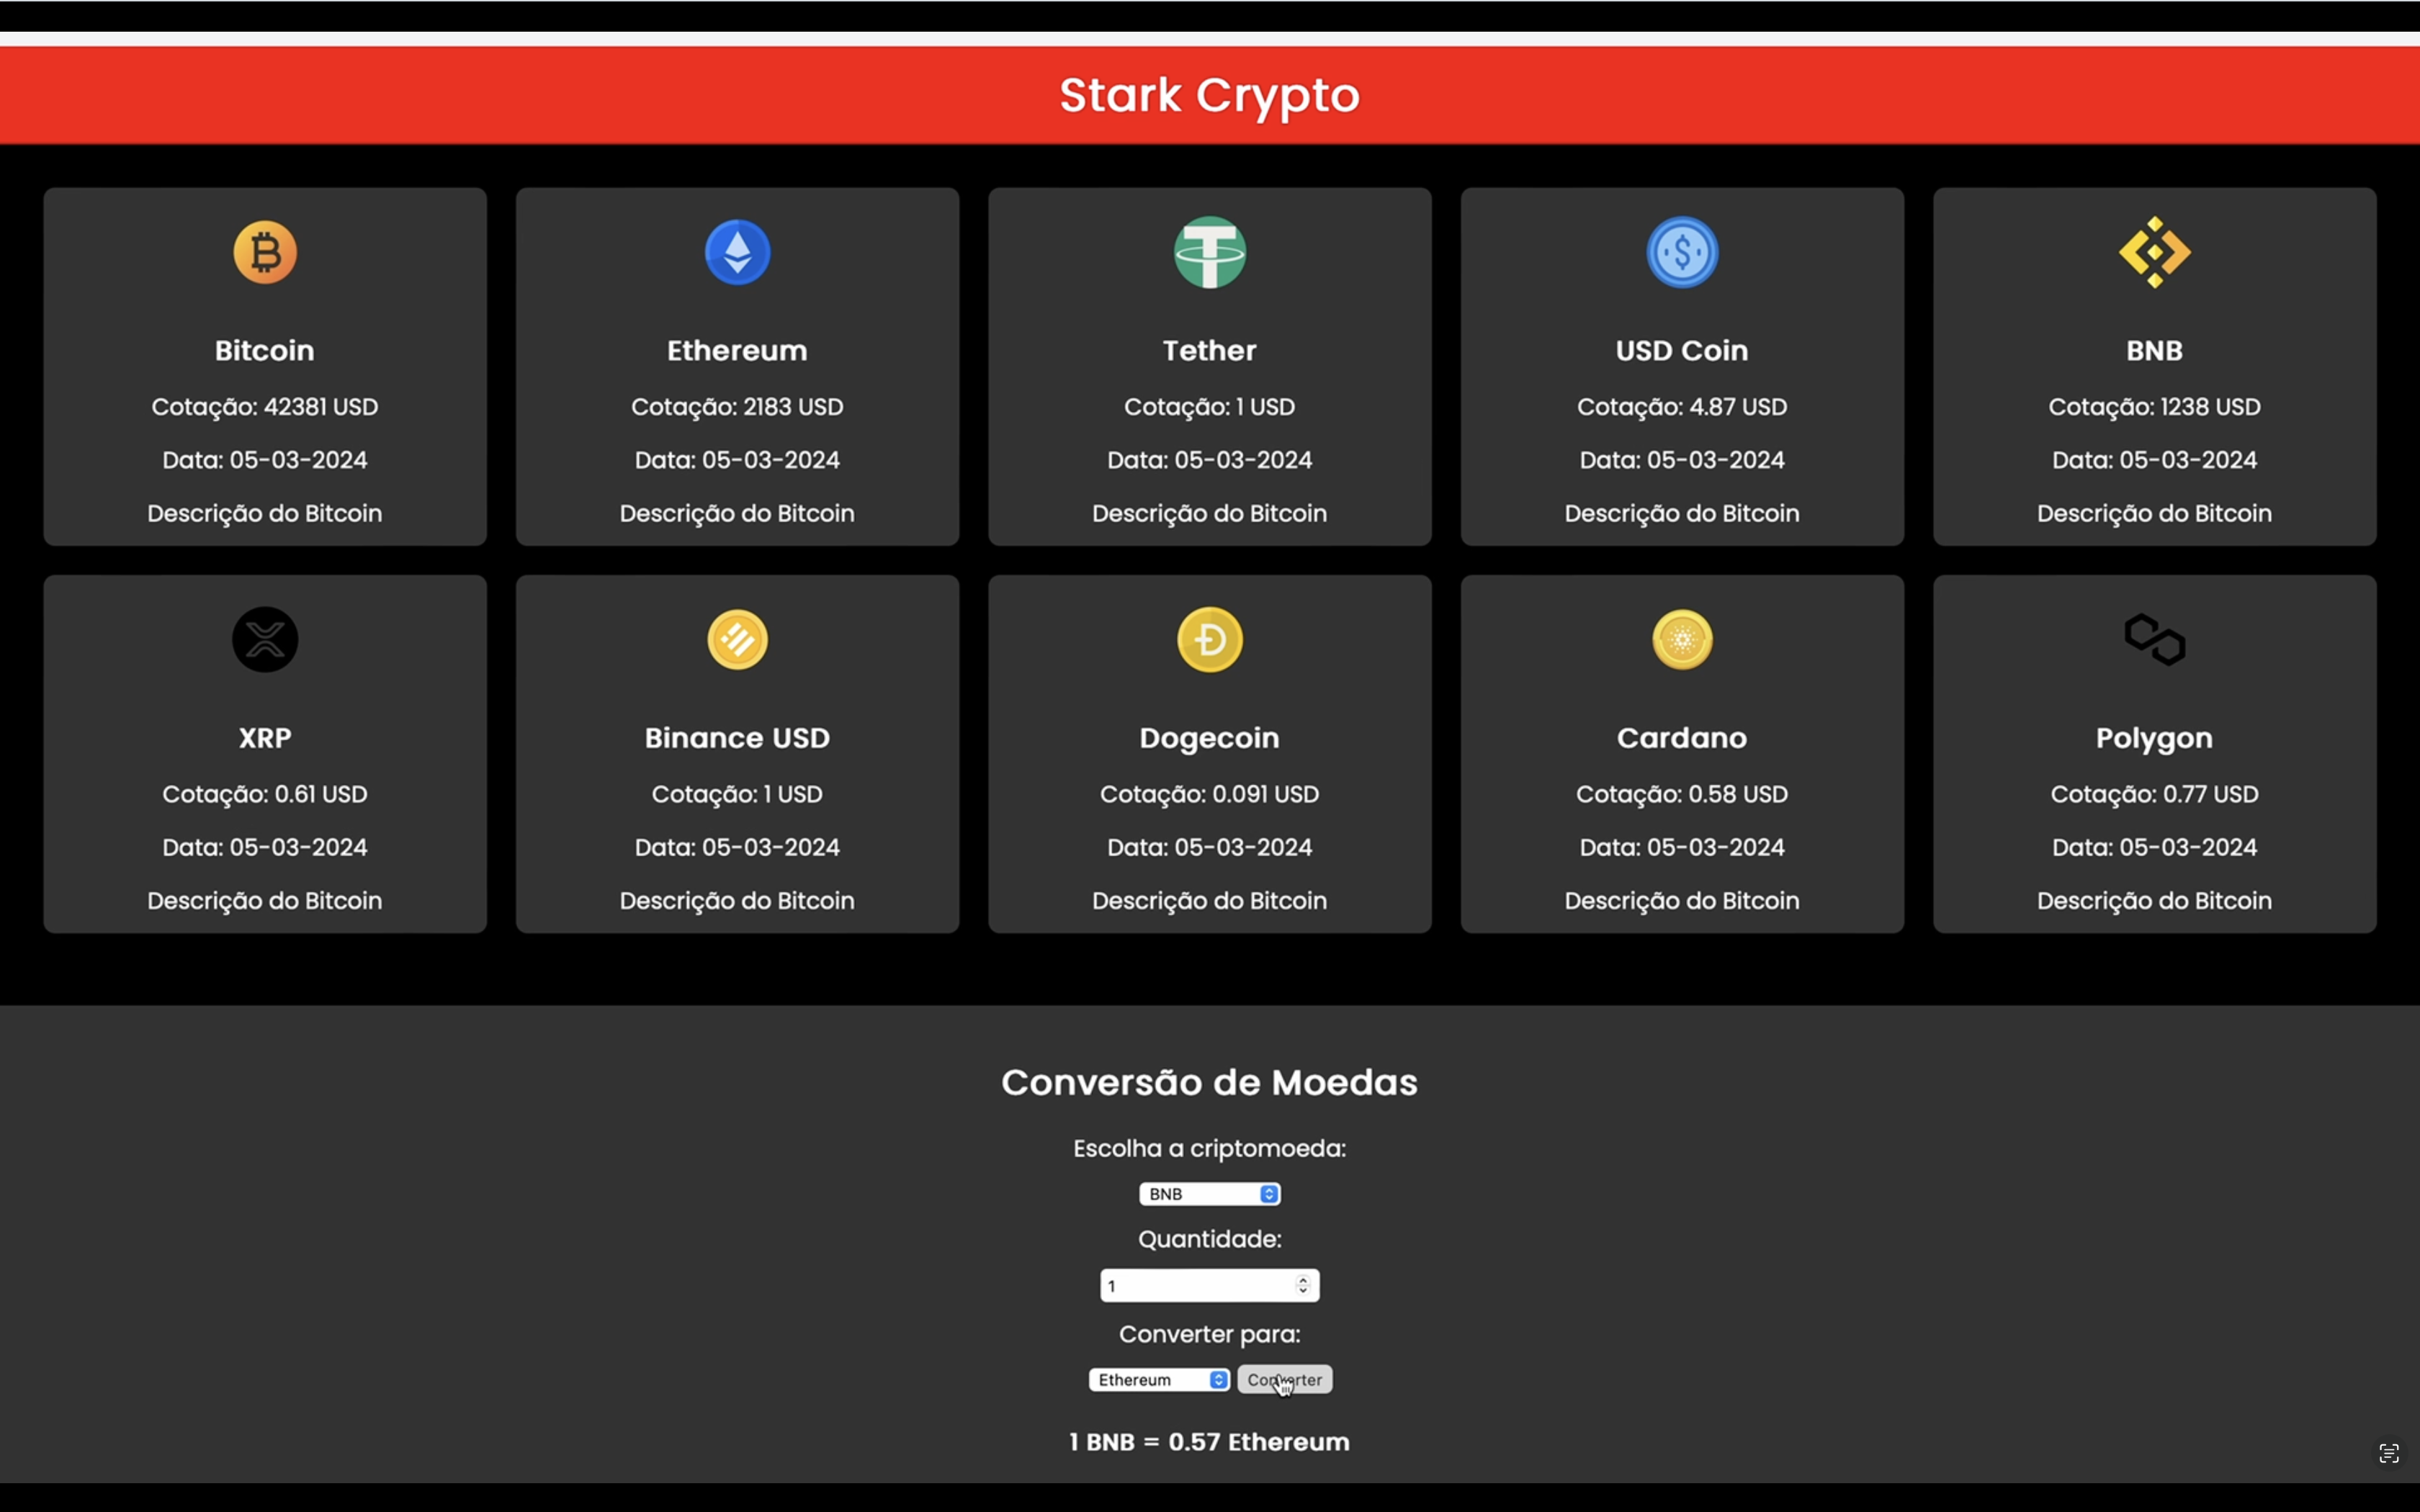 Stark Crypto
Bitcoin
Cotação: 42381 USD
Data: 05-03-2024
Descrição do Bitcoin
Ethereum
Cotação: 2183 USD
Data: 05-03-2024
Descrição do Bitcoin
Tether
Cotação: 1 USD
Data: 05-03-2024
Descrição do Bitcoin
USD Coin
Cotação: 4.87 USD
Data: 05-03-2024
Descrição do Bitcoin
BNB
Cotação: 1238 USD
Data: 05-03-2024
Descrição do Bitcoin
XRP
Cotação: 0.61 USD
Data: 05-03-2024
Descrição do Bitcoin
Binance USD
Cotação: 1 USD
Data: 05-03-2024
Descrição do Bitcoin
Dogecoin
Cotação: 0.091 USD
Data: 05-03-2024
Descrição do Bitcoin
Cardano
Cotação: 0.58 USD
Data: 05-03-2024
Descrição do Bitcoin
Polygon
Cotação: 0.77 USD
Data: 05-03-2024
Descrição do Bitcoin
Conversão de Moedas
Escolha a criptomoeda:
BNB
Quantidade:
1
Converter para:
Ethereum Converter
1 BNB = 0.57 Ethereum